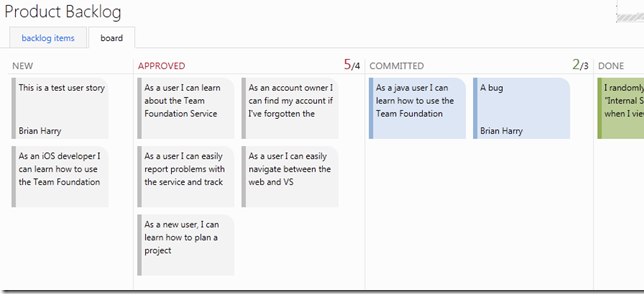 Product Backlog
backlog items
board
NEW
APPROVED
5/4
COMMITTED
2/3
DONE
This is a test user story
Brian Harry
As an iOS developer I
can learn how to use
the Team Foundation
As a user I can learn
about the Team
Foundation Service
As an account owner I
can find my account if
I've forgotten the
As a user I can easily
report problems with
the service and track
As a user I can easily
navigate between the
web and VS
As a new user, I can
learn how to plan a
project
As a java user I can
learn how to use the
Team Foundation
A bug
Brian Harry
I randomly
"Internal S
when I view